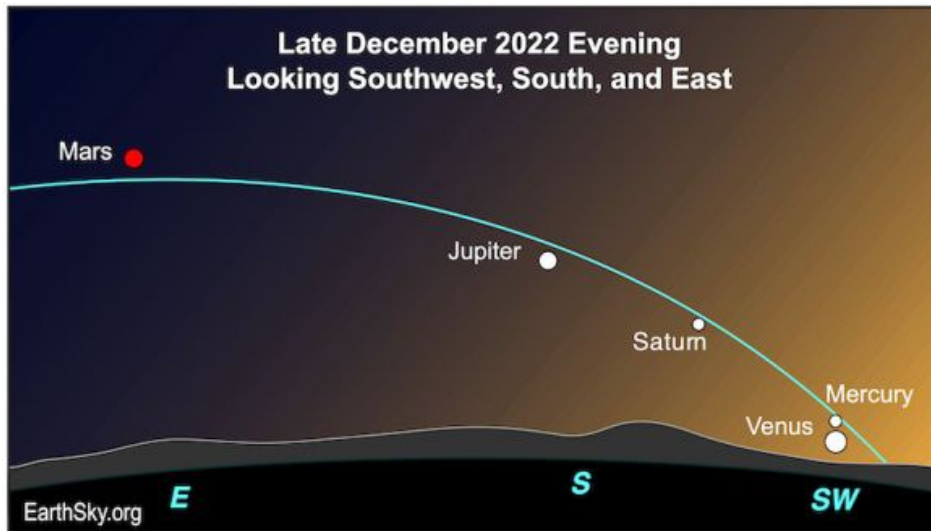 Late December 2022 Evening
Looking Southwest, South, and East
Mars
Jupiter
Saturn
Mercury
Venus
E
S
SW
EarthSky.org